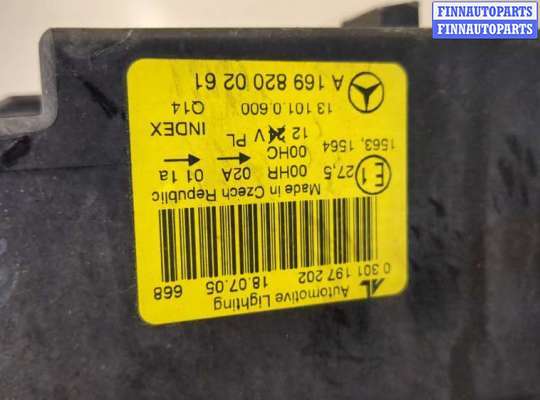 FINNAUTOPARTS
FINNAUTOPARTS
A 169 820 02 61
13 101.0.600
Q14
INDEX
12 24V PL
1563, 1564
00HC
E1 27,5 00HR 02A 01 1a
Made in Czech Republic
0 301 197 202
18.07.05
668
AL Automotive Lighting